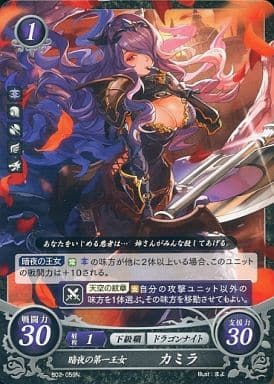 1
あなたをいじめる愚者は… 姉さんがみんな殺してあげる。
暗夜の王女 の味方が他に2体以上いる場合、このユニット
の戦闘力は+10される。
天空の紋章 自分の攻撃ユニット以外の
味方を1体選ぶ。その味方を移動させてもよい。
戦闘力 30
射程 1
下級職
ドラゴンナイト
支援力 30
暗夜の第一王女 カミラ
B02-059N
Illust：まよ